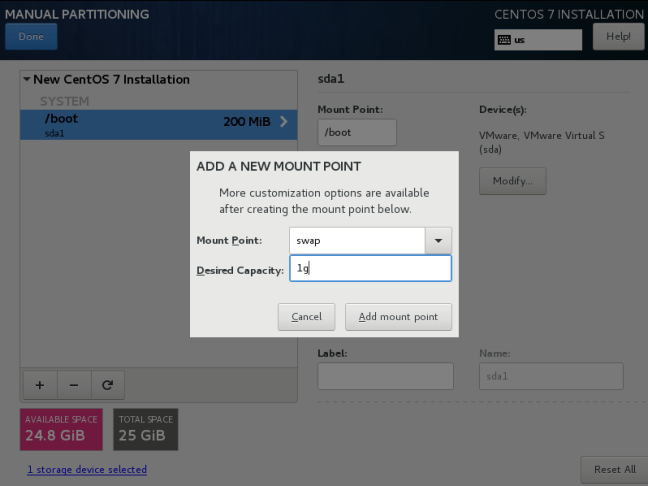 MANUAL PARTITIONING
CENTOS 7 INSTALLATION
Done
us
Help!
New CentOS 7 Installation
SYSTEM
/boot
200 MiB
sda1
sda1
Mount Point:
Device(s):
/boot
VMware, VMware Virtual S
(sda)
Modify...
ADD A NEW MOUNT POINT
More customization options are available
after creating the mount point below.
Mount Point:
swap
Desired Capacity:
1g
Cancel
Add mount point
Label:
Name:
sda1
+
−
AVAILABLE SPACE
24.8 GiB
TOTAL SPACE
25 GiB
1 storage device selected
Reset All